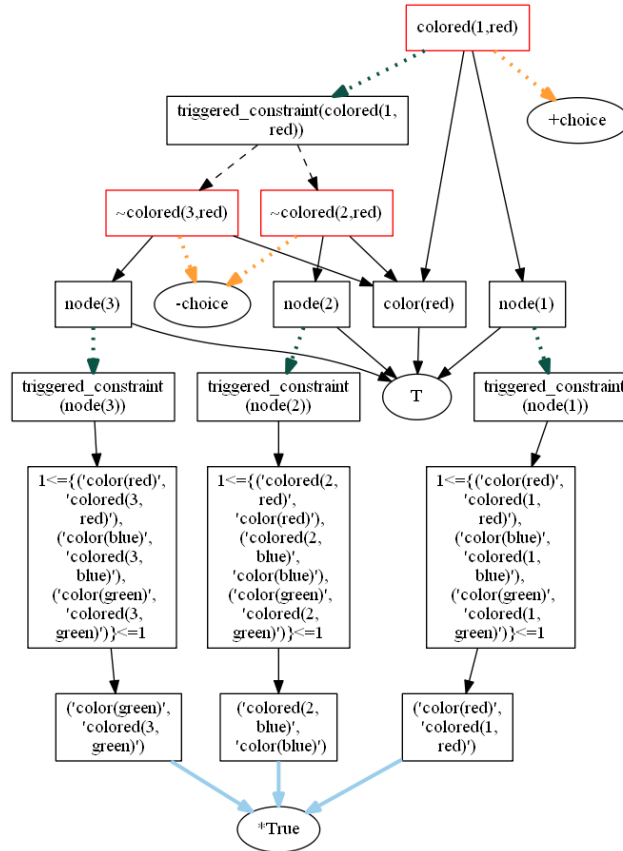 colored(1,red)
triggered_constraint(colored(1,
red))
+choice
~colored(3,red)
~colored(2,red)
node(3)
-choice
node(2)
color(red)
node(1)
triggered_constraint
(node(3))
triggered_constraint
(node(2))
T
triggered_constraint
(node(1))
1<={('color(red)',
'colored(3,
red)'),
('color(blue)',
'colored(3,
blue)'),
('color(green)',
'colored(3,
green)')}<=1
1<={('colored(2,
red)',
'color(red)'),
('colored(2,
blue)',
'color(blue)'),
('color(green)',
'colored(2,
green)')}<=1
1<={('color(red)',
'colored(1,
red)'),
('color(blue)',
'colored(1,
blue)'),
('color(green)',
'colored(1,
green)')}<=1
('color(green)',
'colored(3,
green)')
('colored(2,
blue)',
'color(blue)')
('color(red)',
'colored(1,
red)')
*True